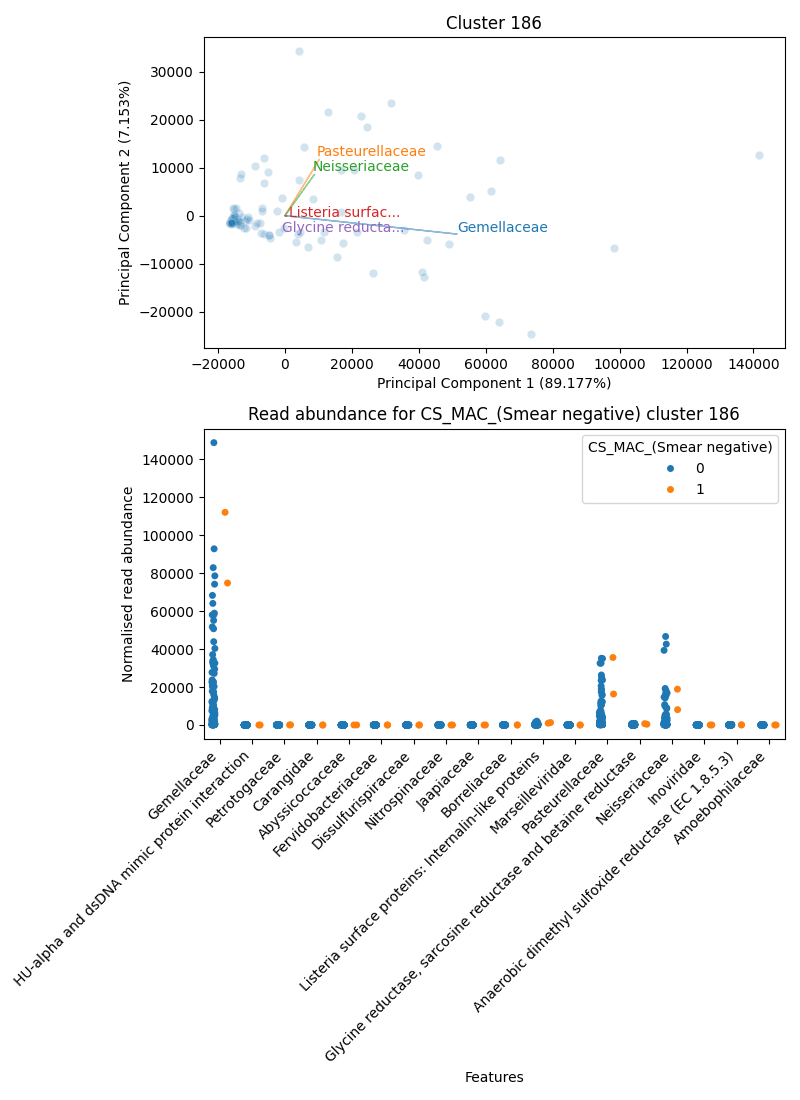 Cluster 186
Principal Component 2 (7.153%)
30000
20000
10000
0
−10000
−20000
Pasteurellaceae
Neisseriaceae
Listeria surfac...
Glycine reducta...
Gemellaceae
−20000 0 20000 40000 60000 80000 100000 120000 140000
Principal Component 1 (89.177%)
Read abundance for CS_MAC_(Smear negative) cluster 186
Normalised read abundance
140000
120000
100000
80000
60000
40000
20000
0
CS_MAC_(Smear negative)
0
1
Gemellaceae
HU-alpha and dsDNA mimic protein interaction
Petrotogaceae
Carangidae
Abyssicoccaceae
Fervidobacteriaceae
Dissulfurispiraceae
Nitrospinaceae
Jaapiaceae
Borreliaceae
Listeria surface proteins: Internalin-like proteins
Marseilleviridae
Pasteurellaceae
Glycine reductase, sarcosine reductase and betaine reductase
Neisseriaceae
Inoviridae
Anaerobic dimethyl sulfoxide reductase (EC 1.8.5.3)
Amoebophilaceae
Features